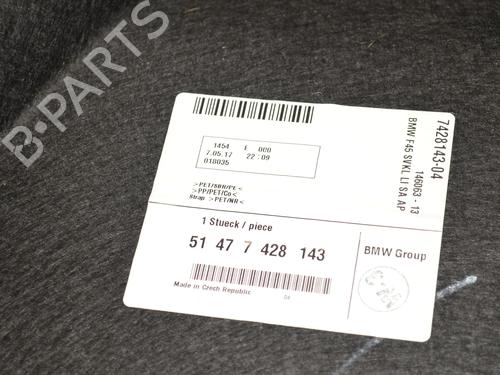 B-PARTS
1454 E 000
7.05.17 22:09
018035
>PET/SBR/PE<
>PP/PET/Co<
Strap >PET/NR<
7428143-04
146063 - 13
BMW F45 SVKL LI SA AP
1 Stueck / piece
51 47 7 428 143
BMW Group
Made in Czech Republic
04